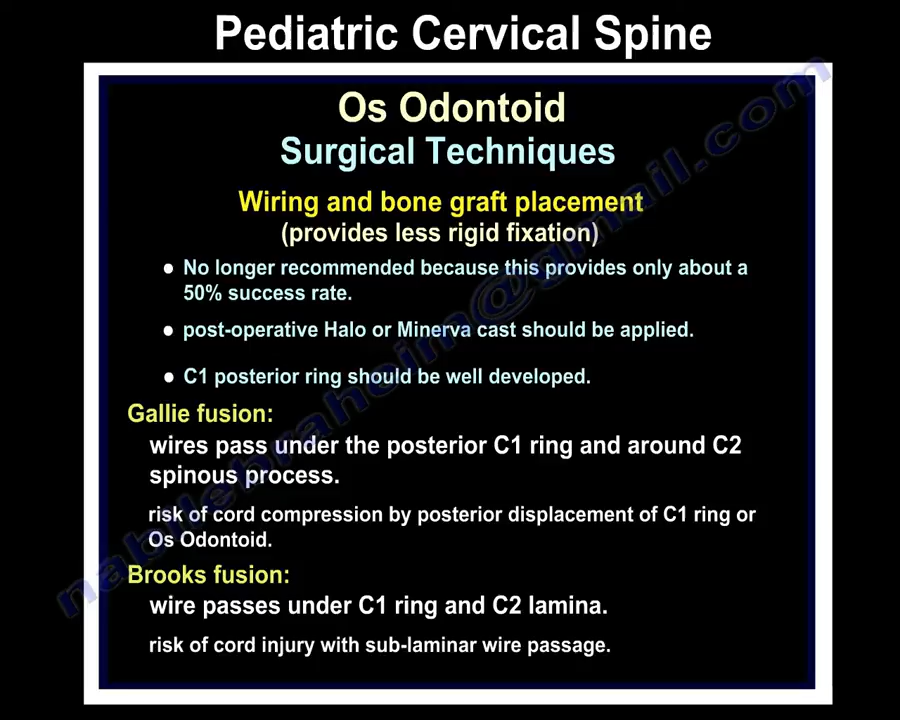 Pediatric Cervical Spine
Os Odontoid
Surgical Techniques
Wiring and bone graft placement
(provides less rigid fixation)
● No longer recommended because this provides only about a
50% success rate.
● post-operative Halo or Minerva cast should be applied.
● C1 posterior ring should be well developed.
Gallie fusion:
wires pass under the posterior C1 ring and around C2
spinous process.
risk of cord compression by posterior displacement of C1 ring or
Os Odontoid.
Brooks fusion:
wire passes under C1 ring and C2 lamina.
risk of cord injury with sub-laminar wire passage.
nabilebraheim@gmail.com